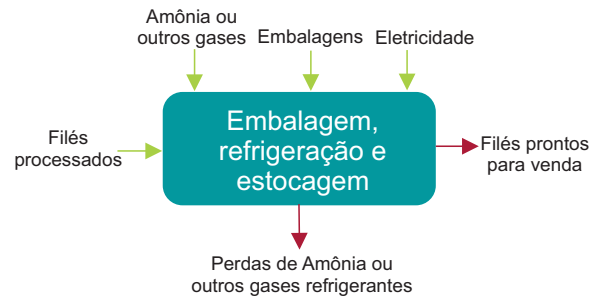 Amônia ou
outros gases
Embalagens
Eletricidade
Filés
processados
Embalagem,
refrigeração e
estocagem
Filés prontos
para venda
Perdas de Amônia ou
outros gases refrigerantes